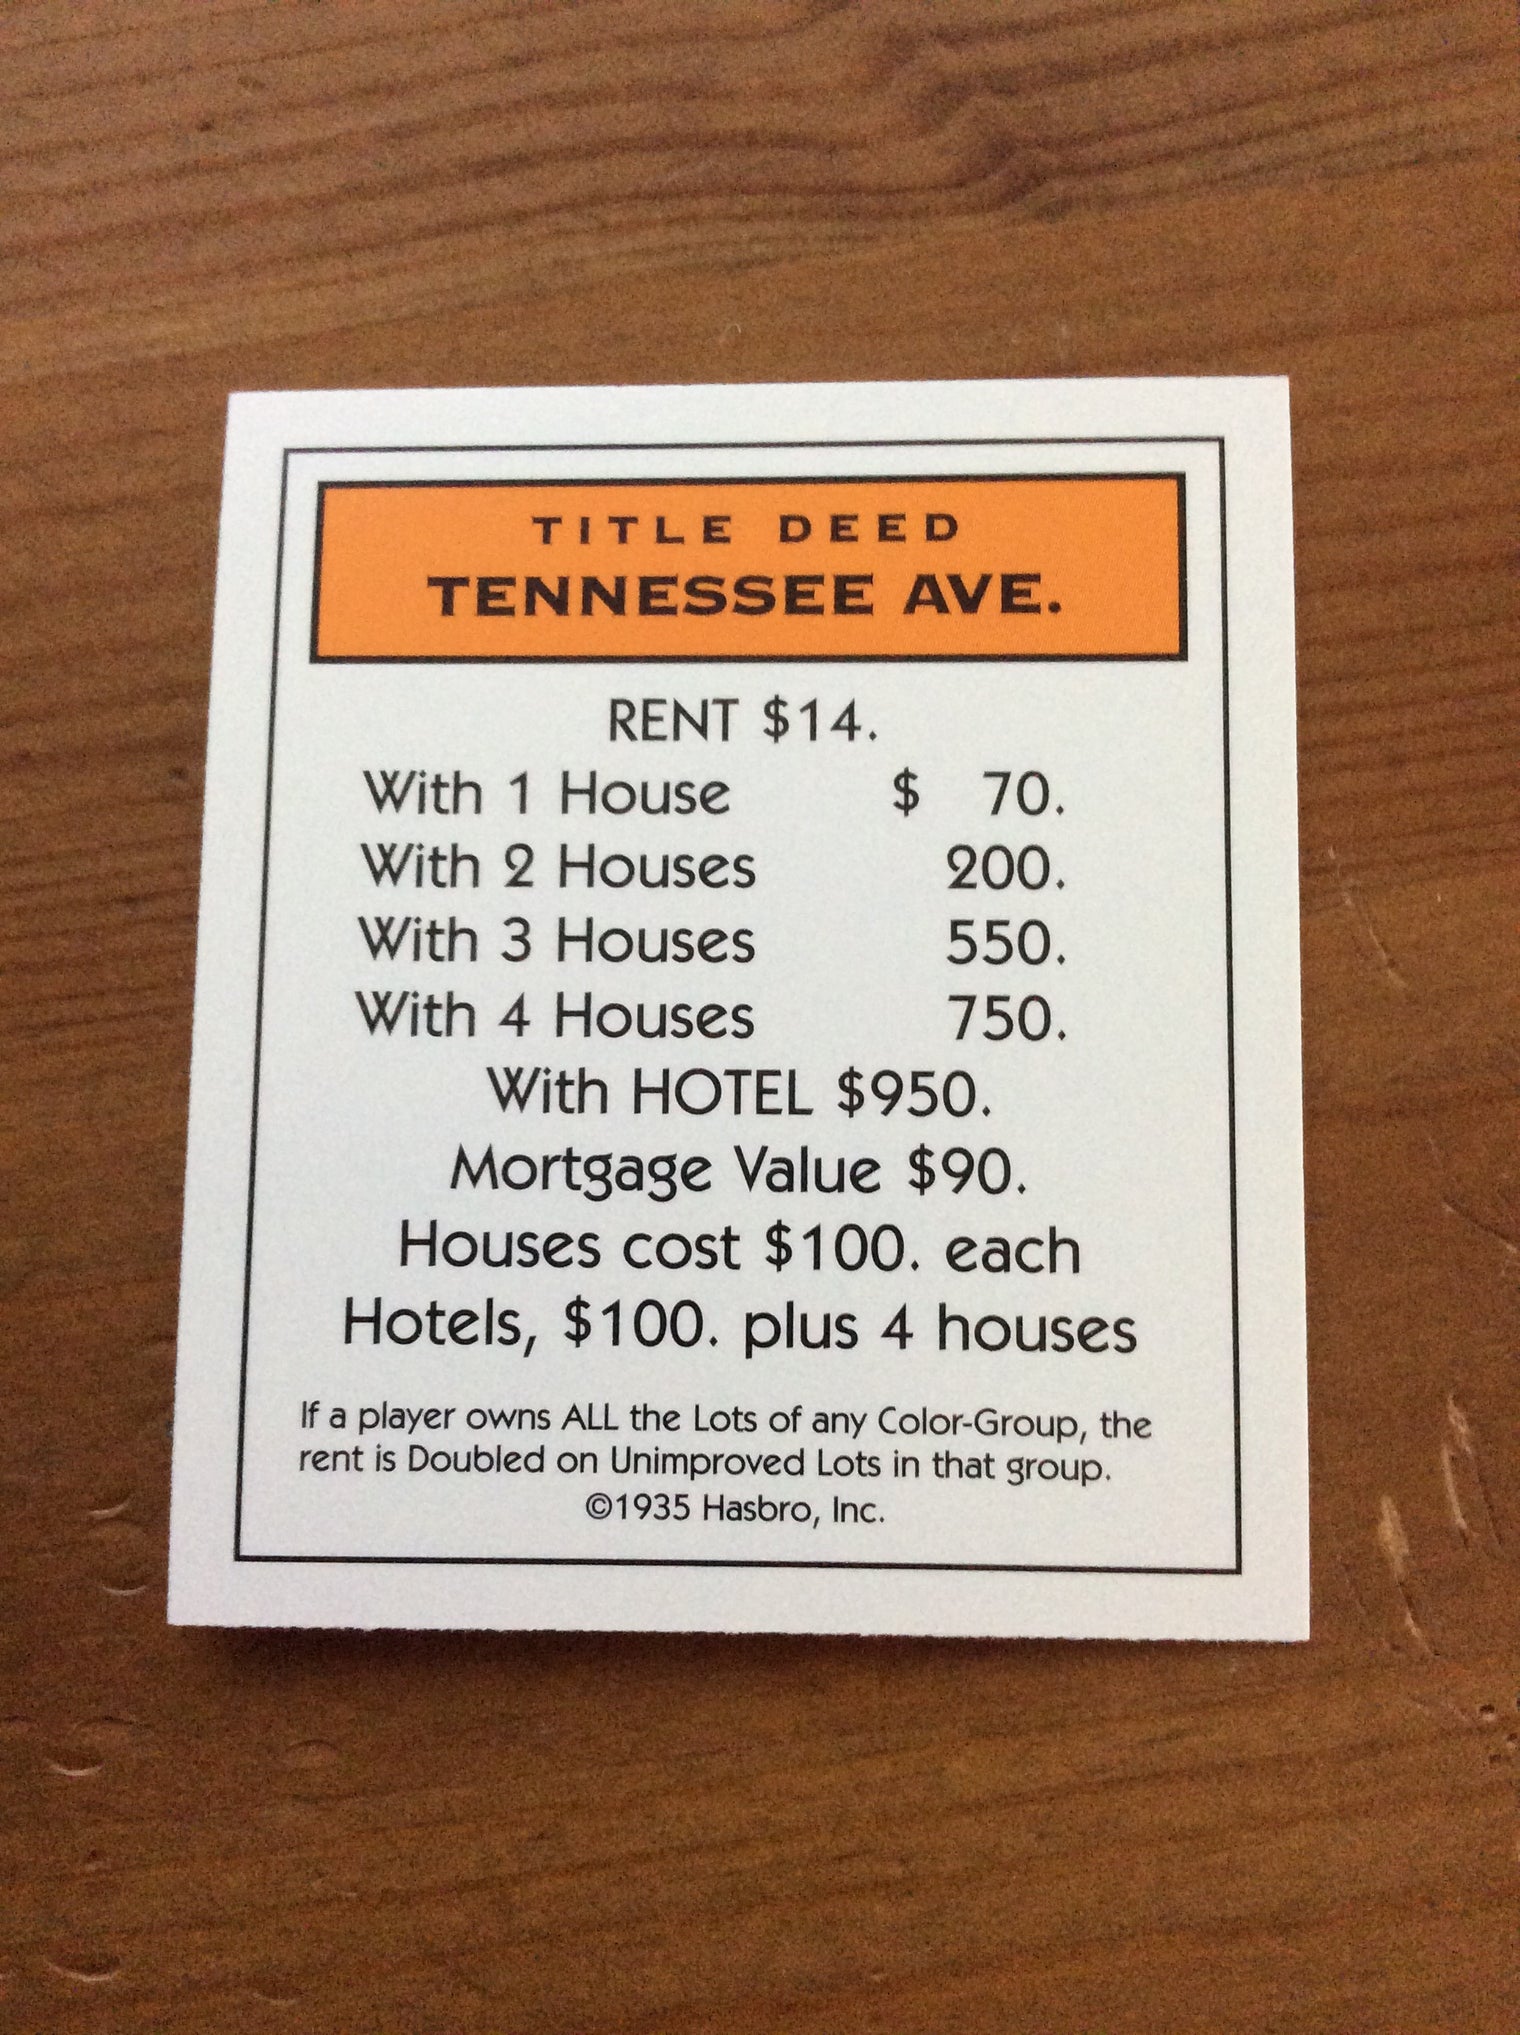 TITLE DEED
TENNESSEE AVE.
RENT $14.
With 1 House $ 70.
With 2 Houses 200.
With 3 Houses 550.
With 4 Houses 750.
With HOTEL $950.
Mortgage Value $90.
Houses cost $100. each
Hotels, $100. plus 4 houses
If a player owns ALL the Lots of any Color-Group, the
rent is Doubled on Unimproved Lots in that group.
©1935 Hasbro, Inc.